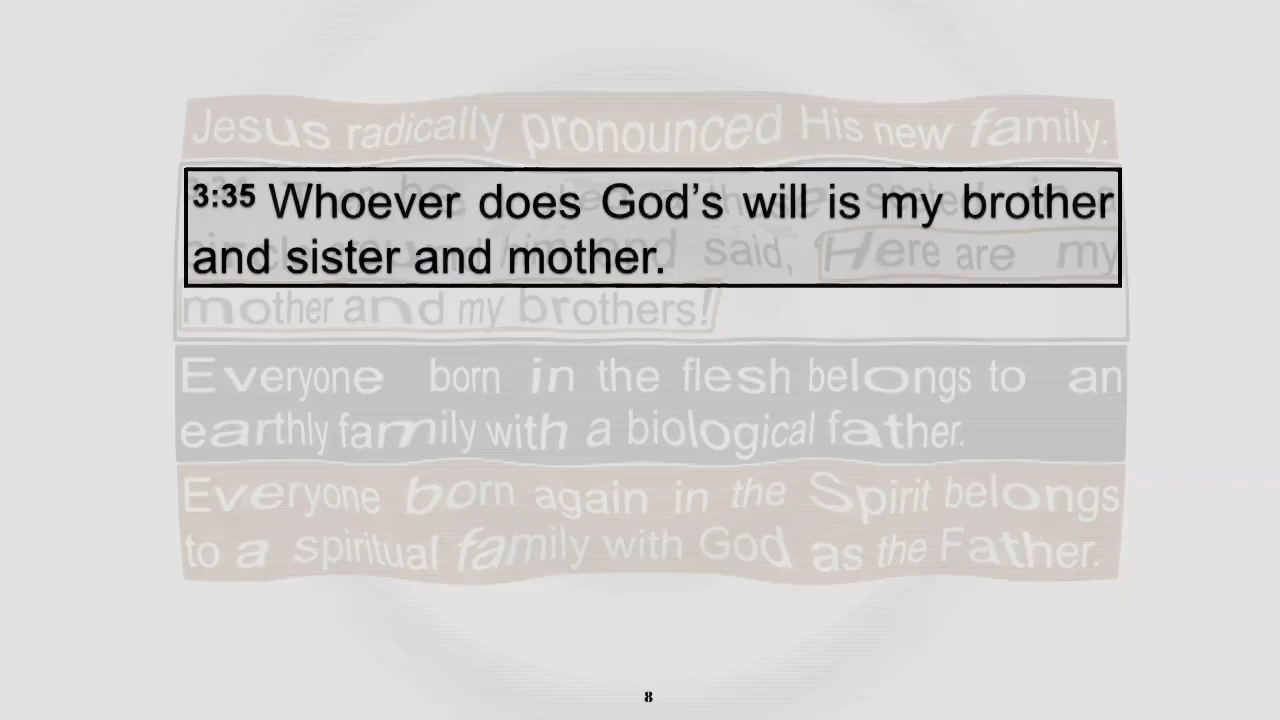 Jesus radically pronounced His new family.
3:35 Whoever does God's will is my brother
and sister and mother.
said, 'Here are my
mother and my brothers!
Everyone born in the flesh belongs to an
earthly family with a biological father.
Everyone born again in the Spirit belongs
to a spiritual family with God as the Father.
8